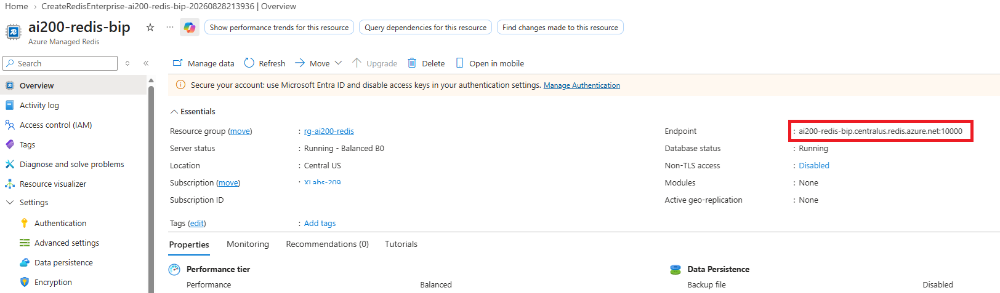 Home > CreateRedisEnterprise-ai200-redis-bip-20260828213936 | Overview
ai200-redis-bip
Azure Managed Redis
Show performance trends for this resource
Query dependencies for this resource
Find changes made to this resource
Search
Manage data
Refresh
Move
Upgrade
Delete
Open in mobile
Secure your account: use Microsoft Entra ID and disable access keys in your authentication settings. Manage Authentication
Overview
Activity log
Access control (IAM)
Tags
Diagnose and solve problems
Resource visualizer
Settings
Authentication
Advanced settings
Data persistence
Encryption
Essentials
Resource group (move) : rg-ai200-redis
Server status : Running - Balanced B0
Location : Central US
Subscription (move) : XLabs-209
Subscription ID
Tags (edit) : Add tags
Endpoint : ai200-redis-bip.centralus.redis.azure.net:10000
Database status : Running
Non-TLS access : Disabled
Modules : None
Active geo-replication : None
Properties
Monitoring
Recommendations (0)
Tutorials
Performance tier
Performance Balanced
Data Persistence
Backup file Disabled